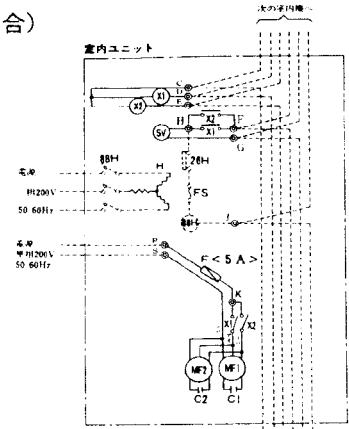 合)
次の室内機へ
室内ユニット
C
X1
D
X2
E
H
X2
F
SV
X1
G
88H
26H
電源
H
相200V
FS
50 60Hz
88H
電源
R
単相200V
F<5A>
50 60Hz
K
X1
X2
MF2
MF1
C2
C1